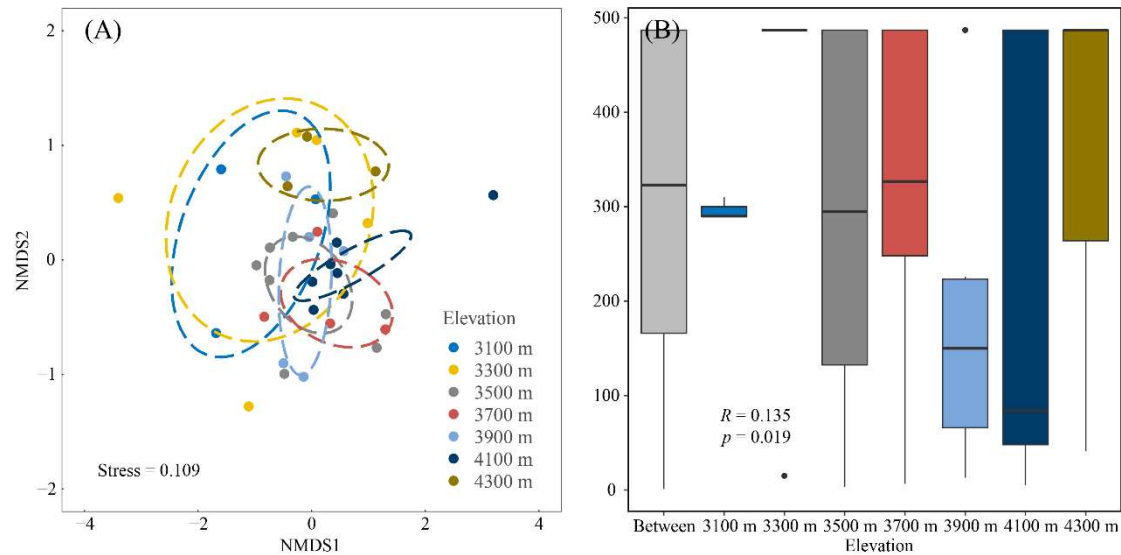 (A)
2
1
0
−1
−2
NMDS2
−4
−2
0
2
4
NMDS1
Stress = 0.109
Elevation
3100 m
3300 m
3500 m
3700 m
3900 m
4100 m
4300 m
(B)
500
400
300
200
100
0
R = 0.135
p = 0.019
Between 3100 m 3300 m 3500 m 3700 m 3900 m 4100 m 4300 m
Elevation